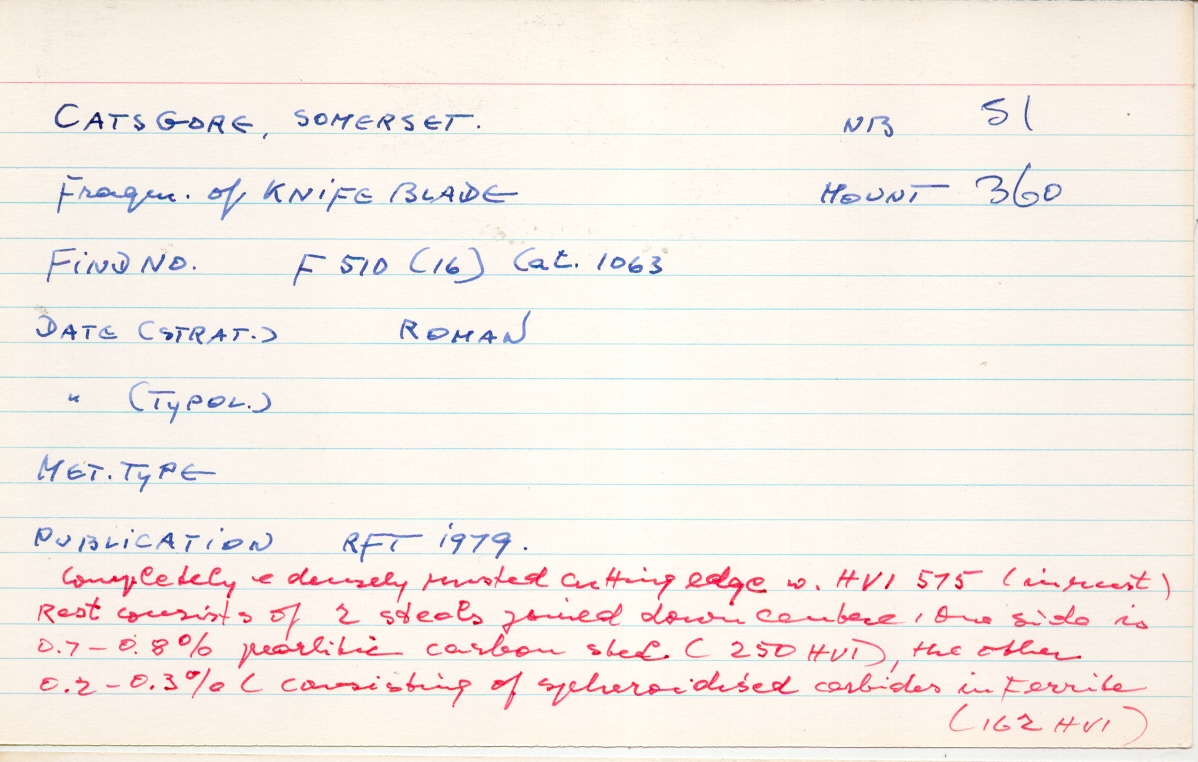 CATSGORE, SOMERSET. NB 51
Fragm. of KNIFE BLADE MOUNT 360
FIND NO. F 510 (16) Cat. 1063
DATE (STRAT.) ROMAN
" (TYPOL.)
MET. TYPE
PUBLICATION RFT 1979.
Completely & densely rusted cutting edge w. HV1 575 (in rust)
Rest consists of 2 steels joined down centre, One side is
0.7-0.8% pearlitic carbon steel (250 HV1), the other
0.2-0.3% C consisting of spheroidised carbides in Ferrite
(162 HV1)